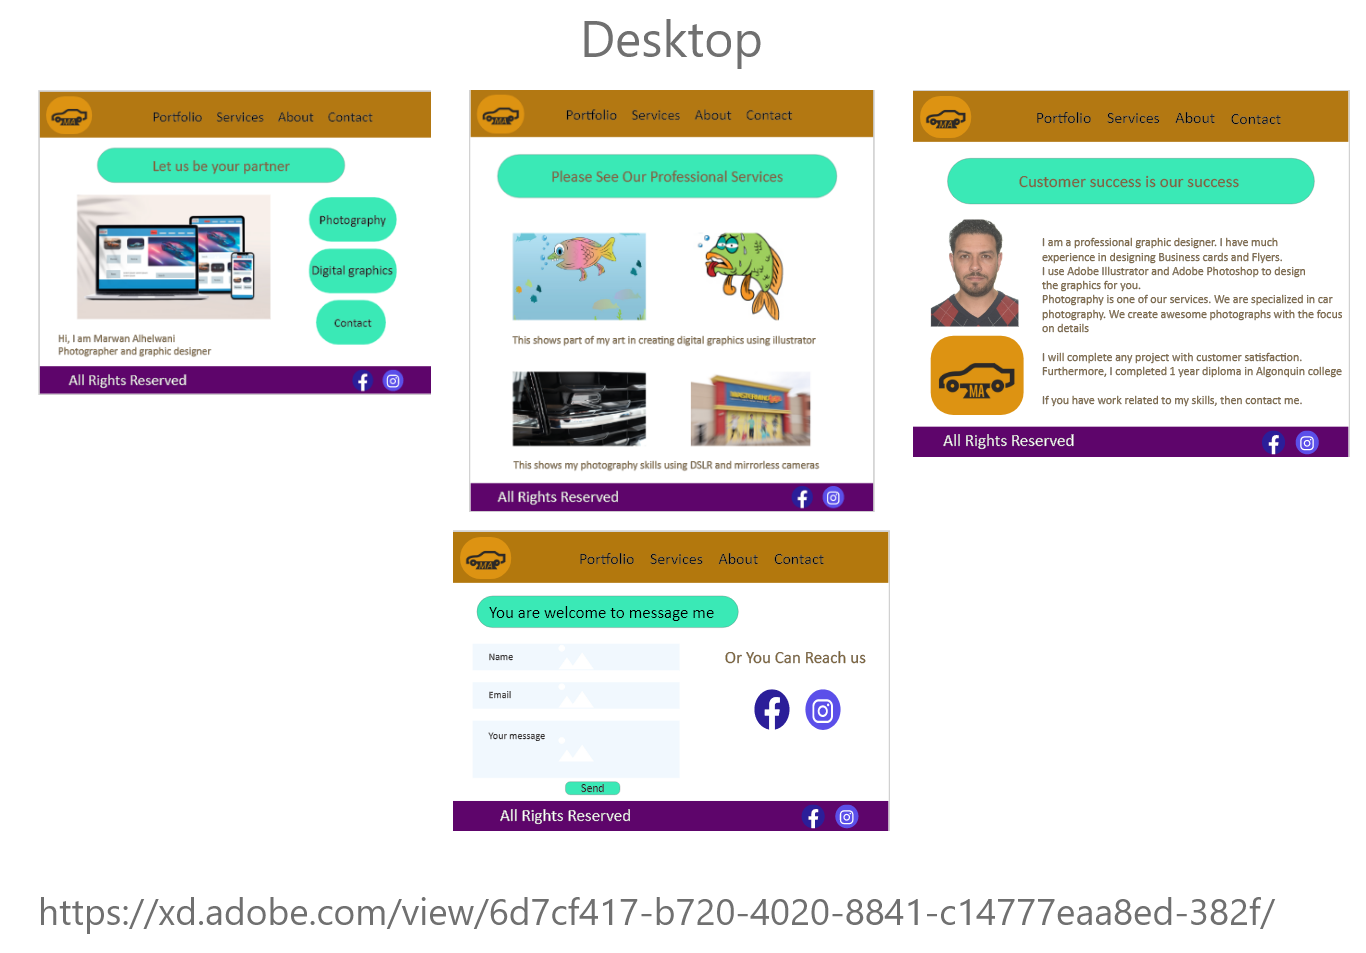 Desktop
MA
Portfolio Services About Contact
Let us be your partner
Photography
Digital graphics
Contact
Hi, I am Marwan Alhelwani
Photographer and graphic designer
All Rights Reserved
MA
Portfolio Services About Contact
Please See Our Professional Services
This shows part of my art in creating digital graphics using illustrator
MASTERMIND
This shows my photography skills using DSLR and mirrorless cameras
All Rights Reserved
MA
Portfolio Services About Contact
Customer success is our success
I am a professional graphic designer. I have much
experience in designing Business cards and Flyers.
I use Adobe Illustrator and Adobe Photoshop to design
the graphics for you.
Photography is one of our services. We are specialized in car
photography. We create awesome photographs with the focus
on details
I will complete any project with customer satisfaction.
Furthermore, I completed 1 year diploma in Algonquin college
If you have work related to my skills, then contact me.
MA
All Rights Reserved
MA
Portfolio Services About Contact
You are welcome to message me
Name
Email
Your message
Send
Or You Can Reach us
All Rights Reserved
https://xd.adobe.com/view/6d7cf417-b720-4020-8841-c14777eaa8ed-382f/